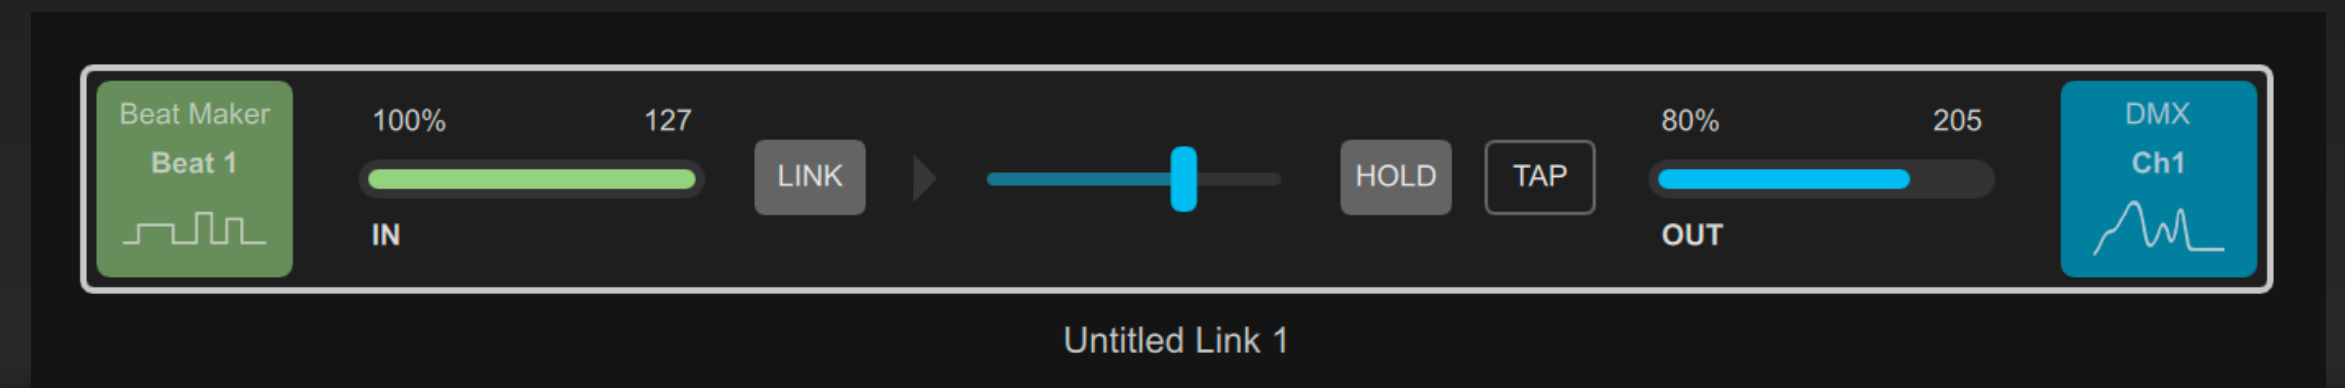 Beat Maker
Beat 1
100% 127
IN
LINK
HOLD
TAP
80% 205
OUT
DMX
Ch1
Untitled Link 1